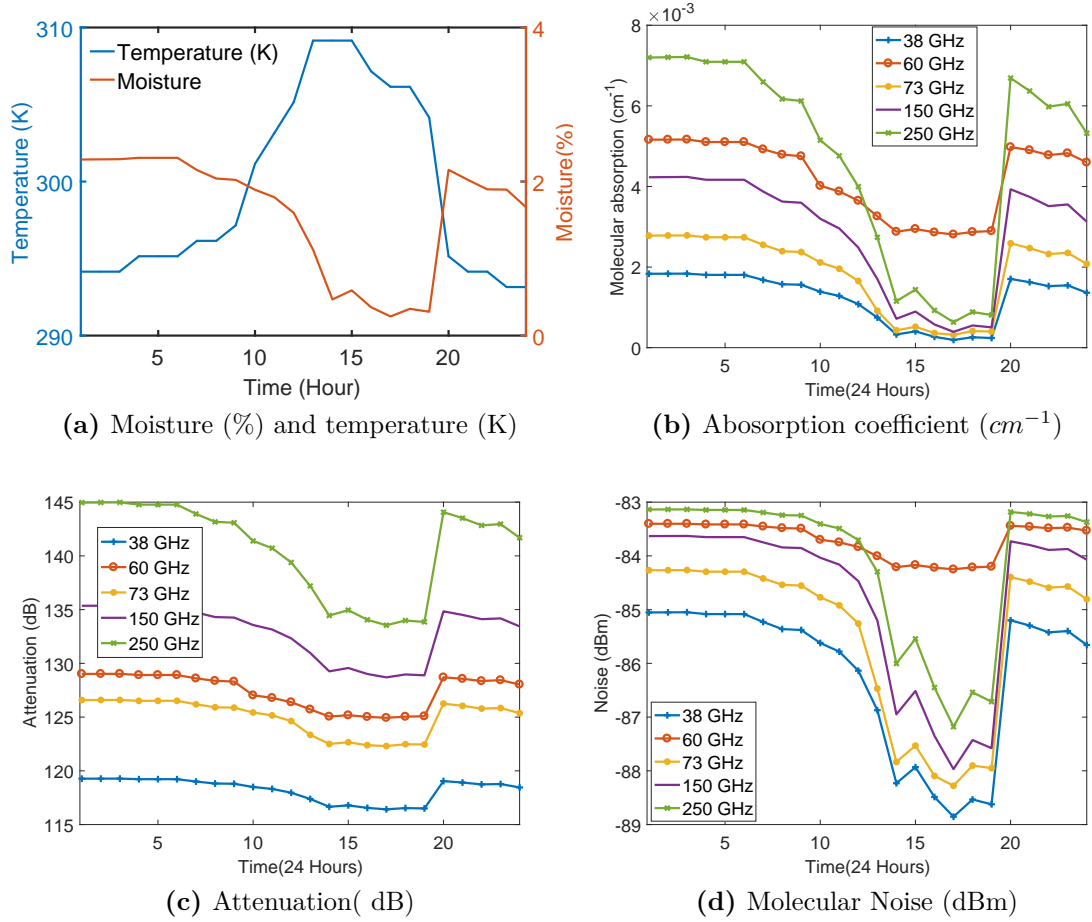 310
300
290
Temperature (K)
Temperature (K)
Moisture
4
2
0
Moisture(%)
5 10 15 20
Time (Hour)
(a) Moisture (%) and temperature (K)
×10-3
8
6
4
2
0
Molecular absorption (cm-1)
38 GHz
60 GHz
73 GHz
150 GHz
250 GHz
5 10 15 20
Time(24 Hours)
(b) Abosorption coefficient (cm−1)
145
140
135
130
125
120
115
Attenuation (dB)
38 GHz
60 GHz
73 GHz
150 GHz
250 GHz
5 10 15 20
Time(24 Hours)
(c) Attenuation( dB)
-83
-84
-85
-86
-87
-88
-89
Noise (dBm)
38 GHz
60 GHz
73 GHz
150 GHz
250 GHz
5 10 15 20
Time(24 Hours)
(d) Molecular Noise (dBm)